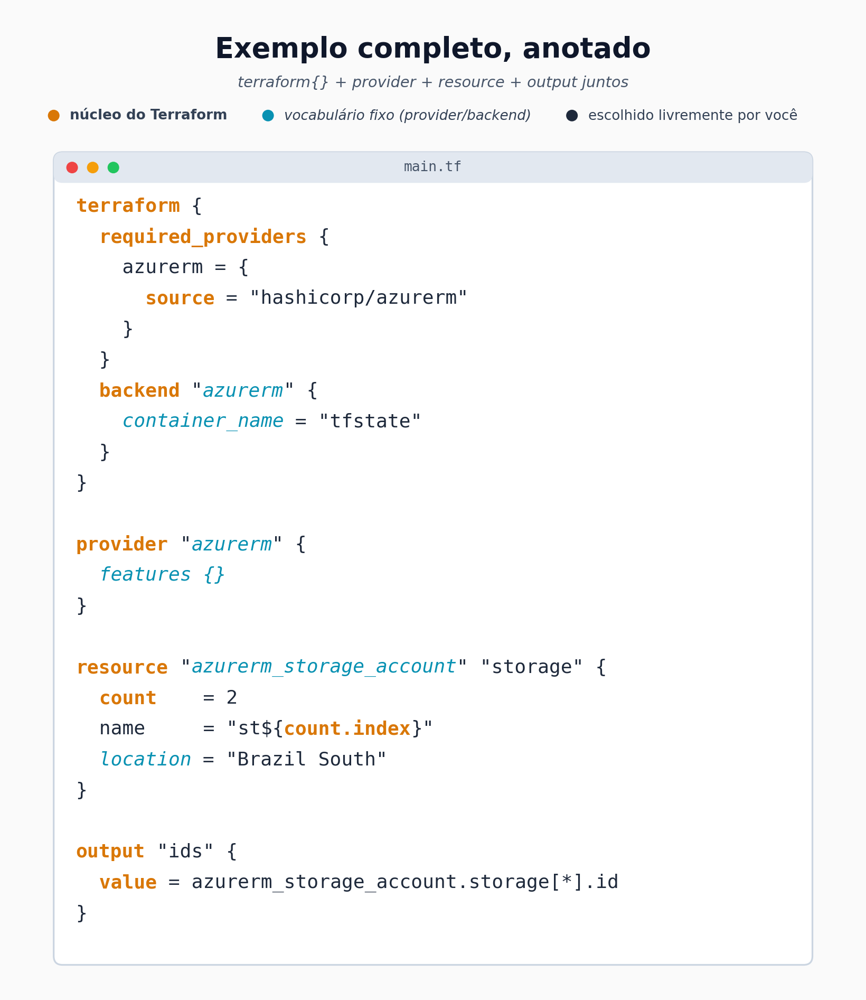 Exemplo completo, anotado
terraform{} + provider + resource + output juntos
núcleo do Terraform   vocabulário fixo (provider/backend)   escolhido livremente por você
main.tf
terraform {
  required_providers {
    azurerm = {
      source = "hashicorp/azurerm"
    }
  }
  backend "azurerm" {
    container_name = "tfstate"
  }
}
provider "azurerm" {
  features {}
}
resource "azurerm_storage_account" "storage" {
  count    = 2
  name     = "st${count.index}"
  location = "Brazil South"
}
output "ids" {
  value = azurerm_storage_account.storage[*].id
}